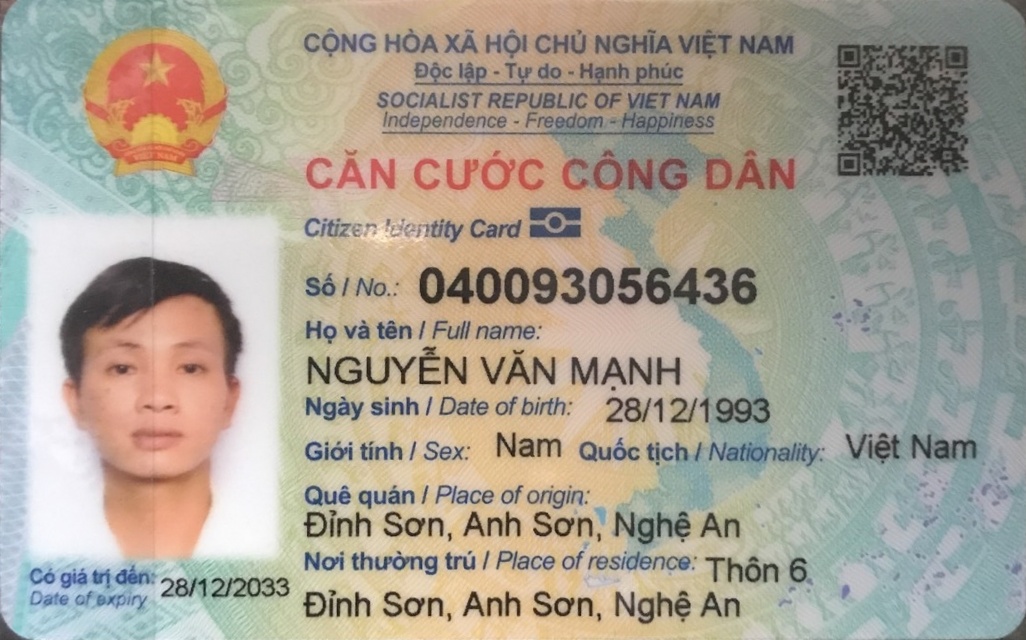 CỘNG HÒA XÃ HỘI CHỦ NGHĨA VIỆT NAM
Độc lập - Tự do - Hạnh phúc
SOCIALIST REPUBLIC OF VIET NAM
Independence - Freedom - Happiness
CĂN CƯỚC CÔNG DÂN
Citizen Identity Card
Số / No.: 040093056436
Họ và tên / Full name:
NGUYỄN VĂN MẠNH
Ngày sinh / Date of birth: 28/12/1993
Giới tính / Sex: Nam Quốc tịch / Nationality: Việt Nam
Quê quán / Place of origin:
Đỉnh Sơn, Anh Sơn, Nghệ An
Nơi thường trú / Place of residence: Thôn 6
Đỉnh Sơn, Anh Sơn, Nghệ An
Có giá trị đến: 28/12/2033
Date of expiry